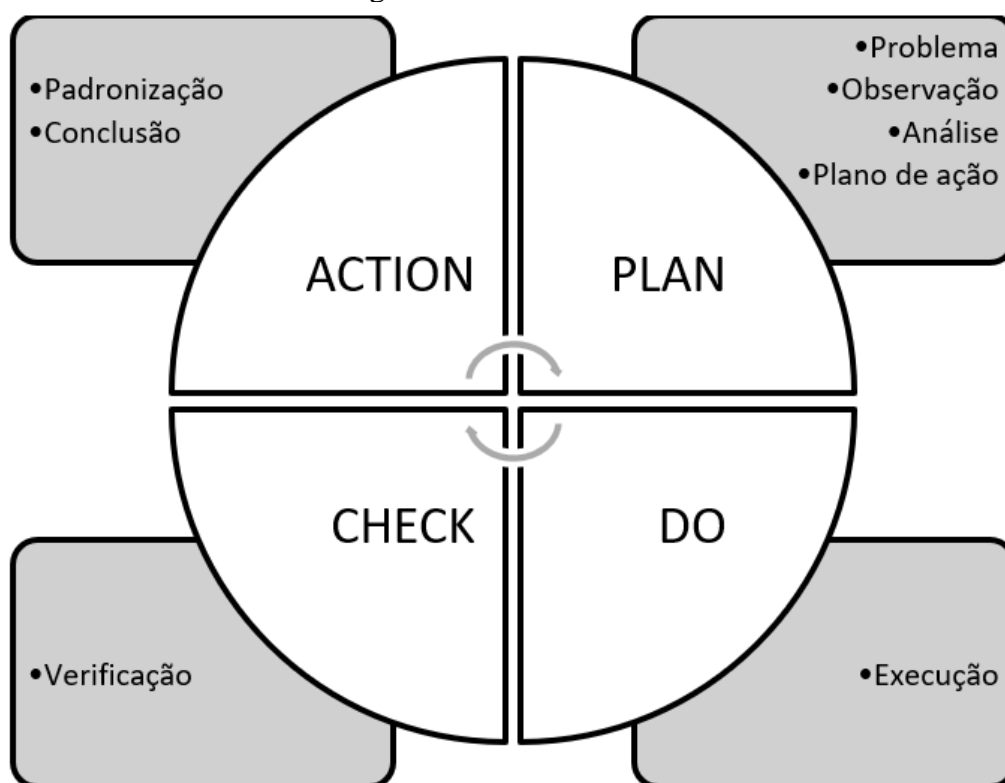 •Padronização
•Conclusão
•Problema
•Observação
•Análise
•Plano de ação
ACTION
PLAN
CHECK
DO
•Verificação
•Execução